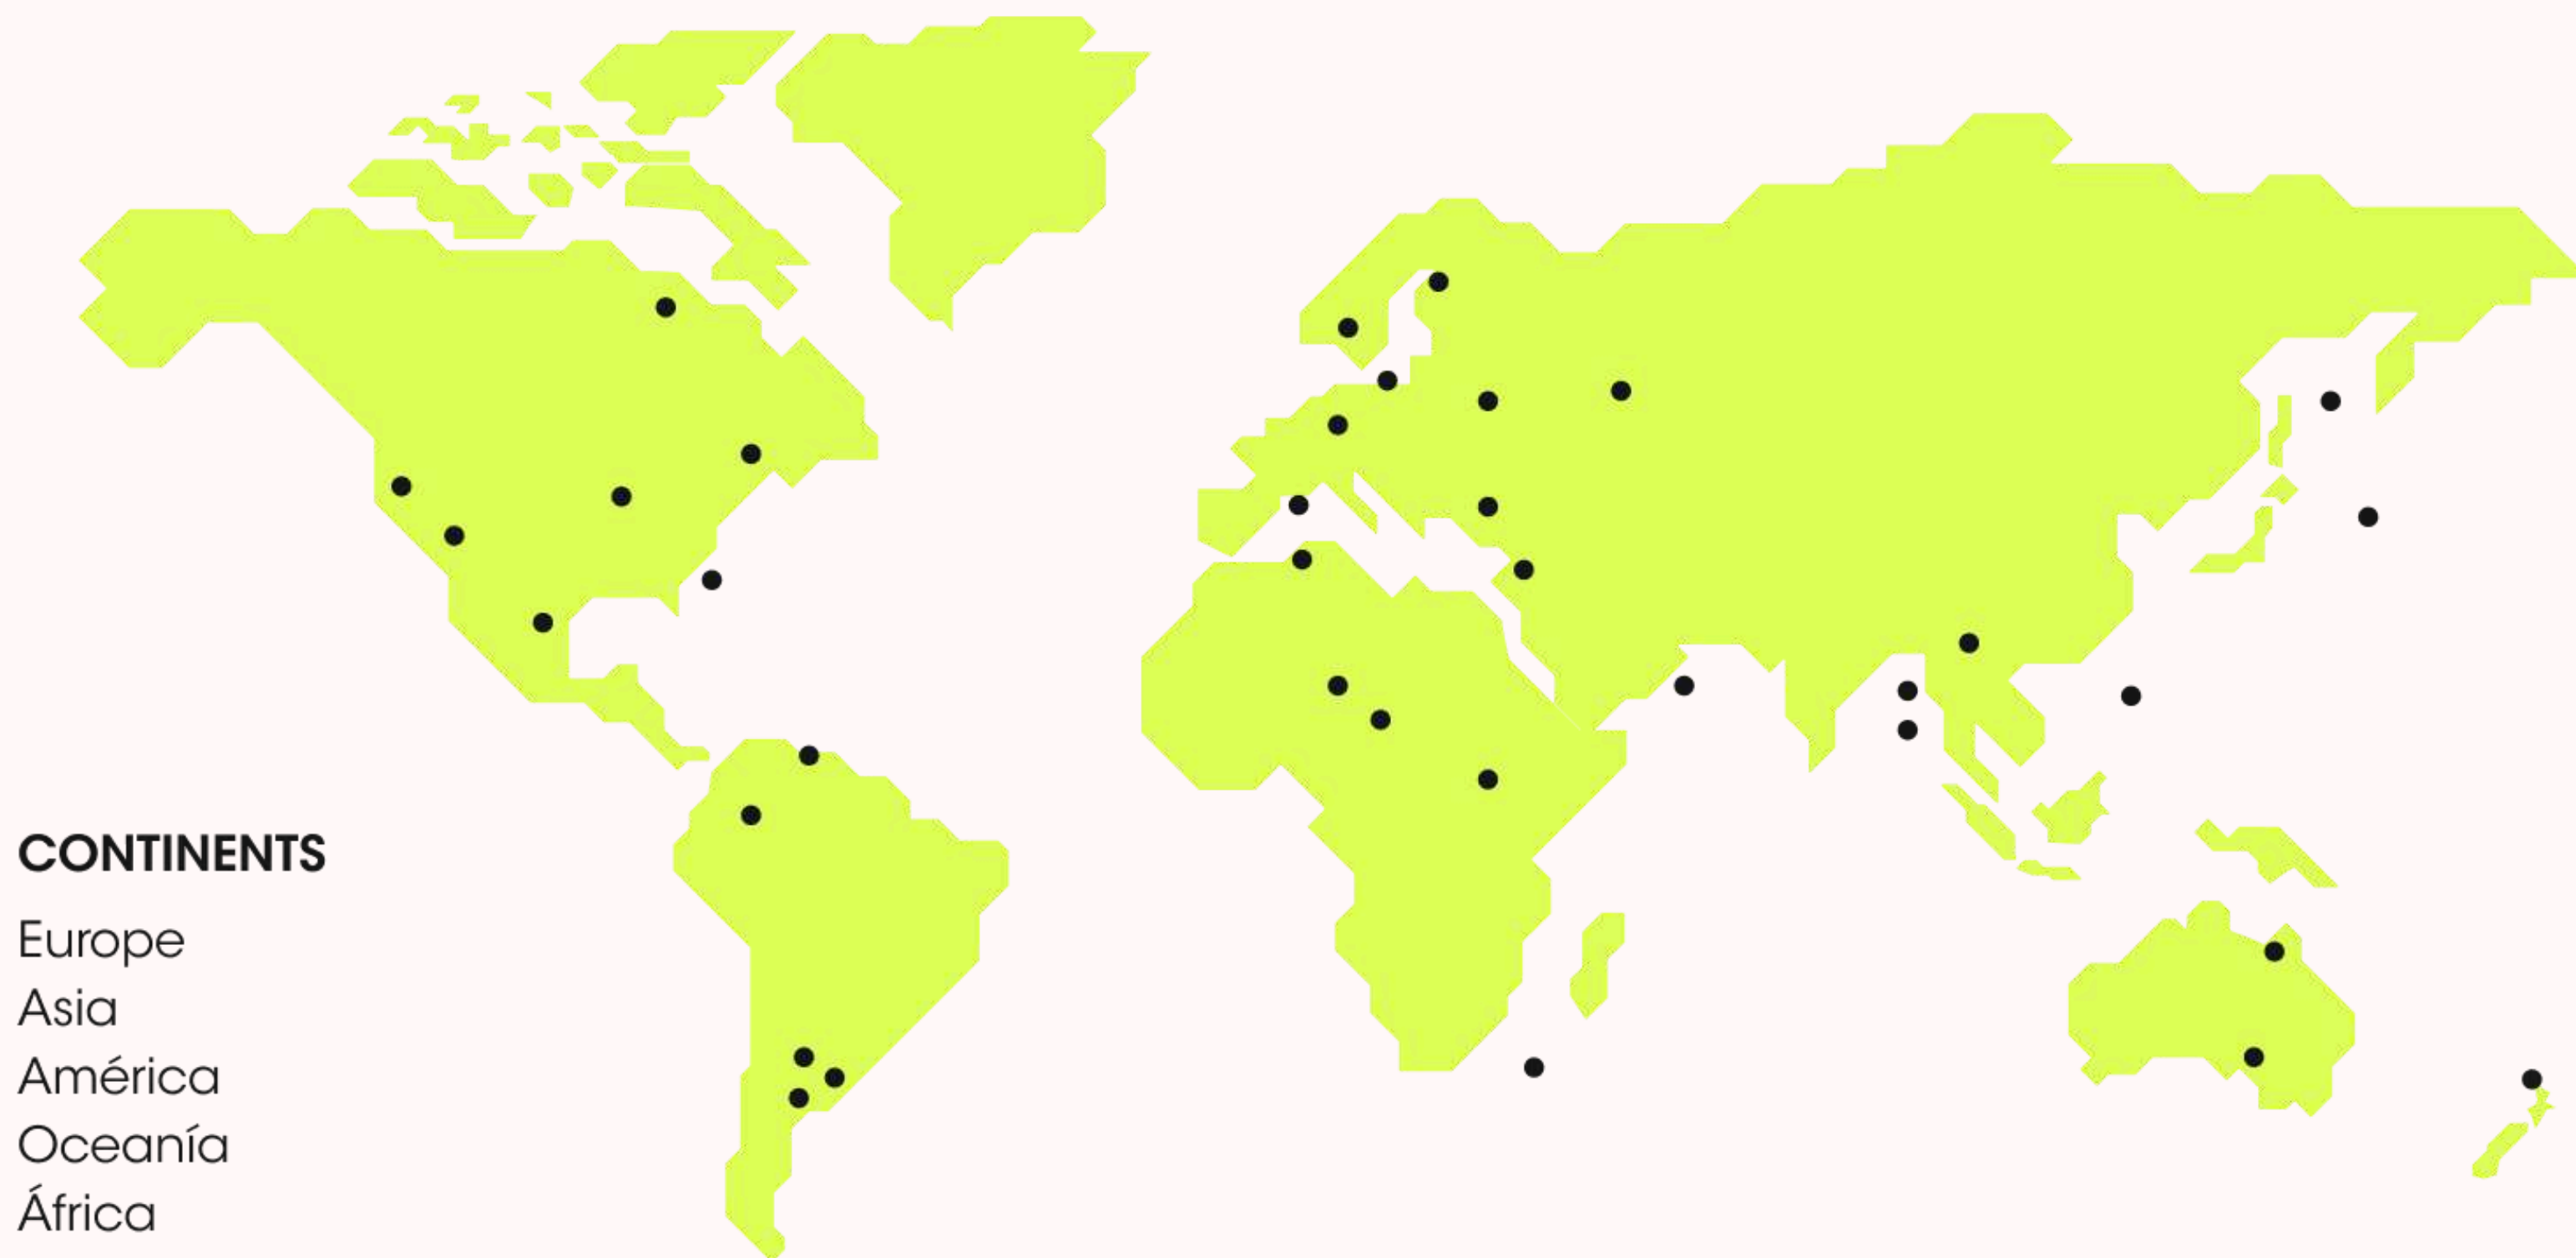 CONTINENTS
Europe
Asia
América
Oceanía
África